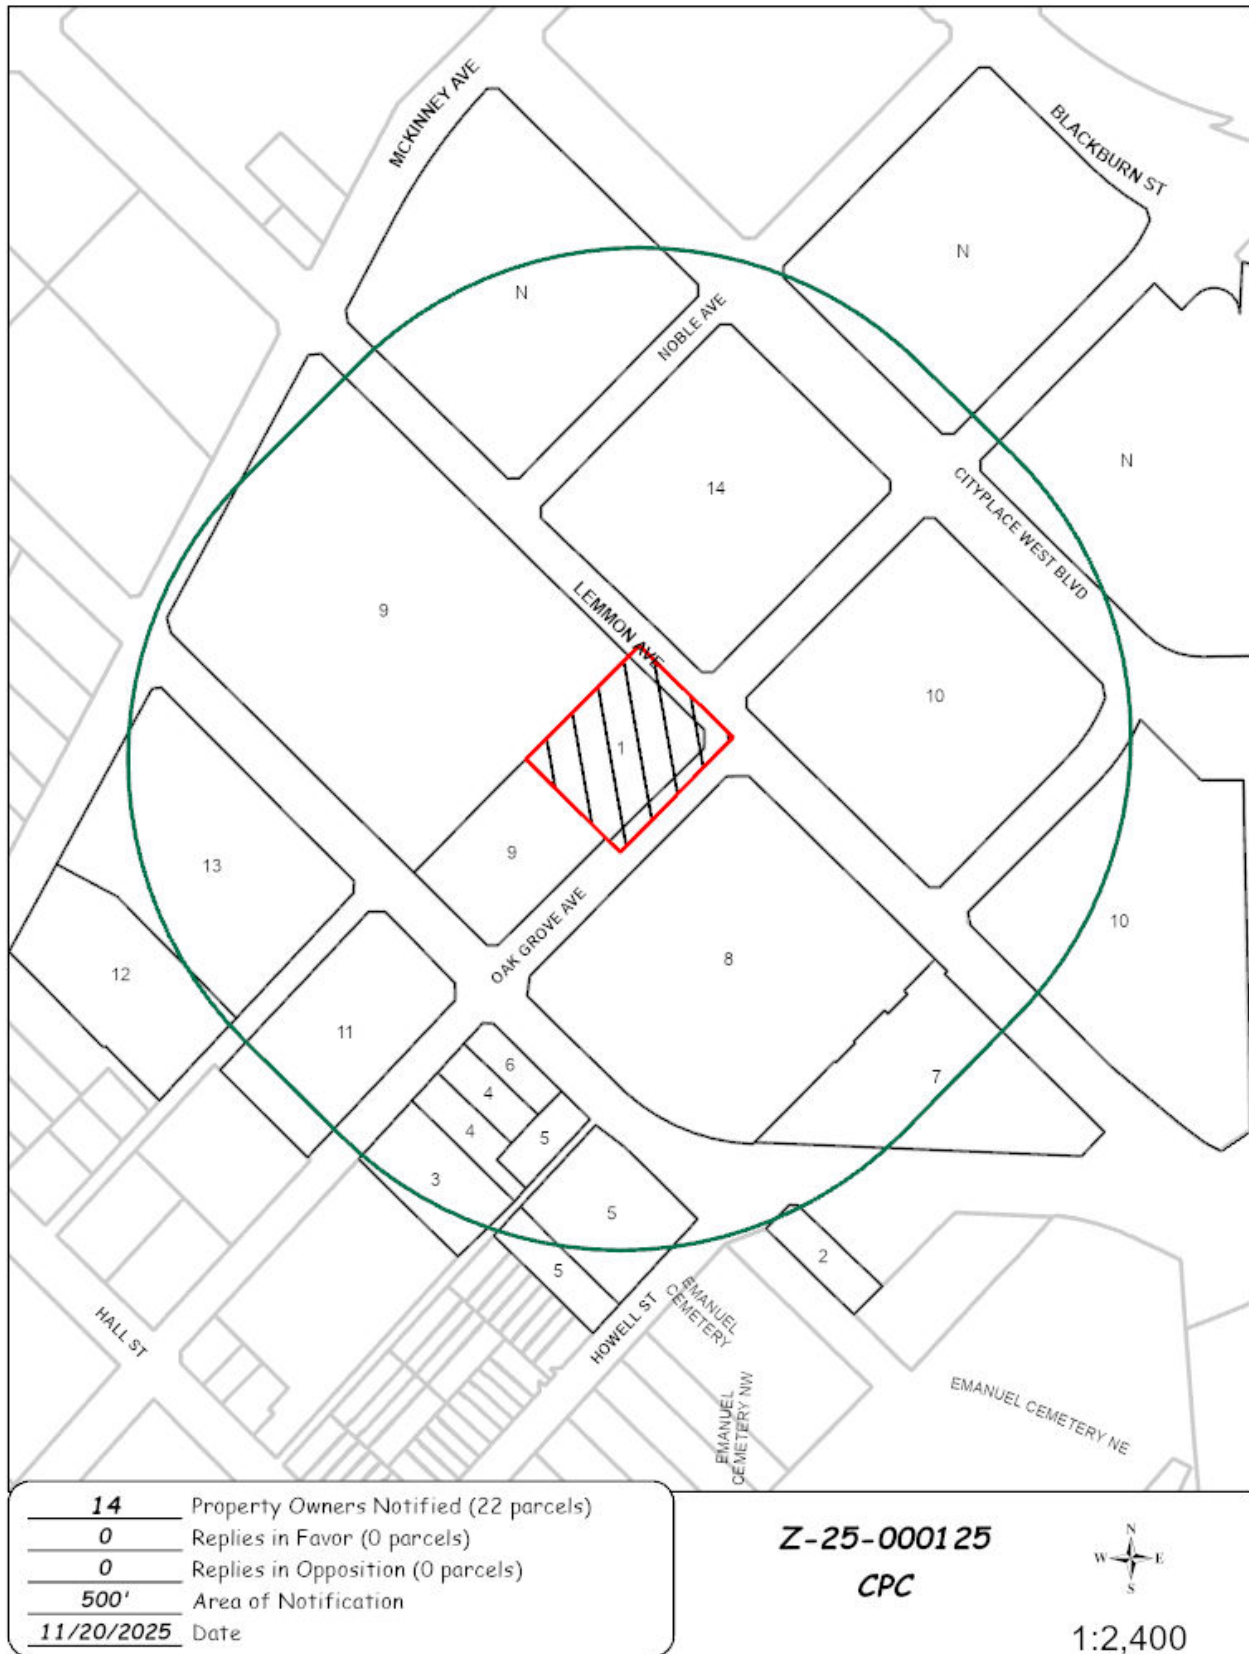 MCKINNEY AVE
BLACKBURN ST
N
N
NOBLE AVE
N
14
CITYPLACE WEST BLVD
9
LEMMON AVE
10
1
9
13
OAK GROVE AVE
10
8
12
11
6
7
4
4
5
3
5
2
5
EMANUEL
CEMETERY
HALL ST
HOWELL ST
EMANUEL
CEMETERY NW
EMANUEL CEMETERY NE
14 Property Owners Notified (22 parcels)
0 Replies in Favor (0 parcels)
0 Replies in Opposition (0 parcels)
500' Area of Notification
11/20/2025 Date
Z-25-000125
CPC
N
W E
S
1:2,400